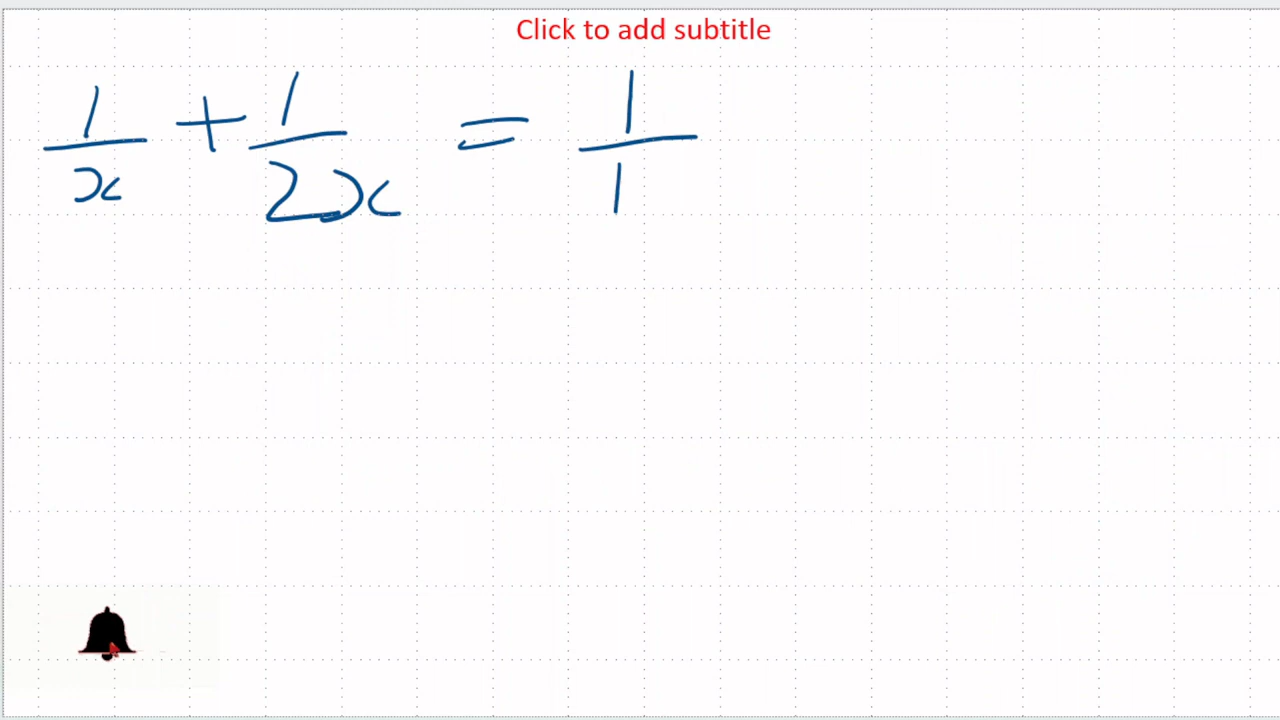 Click to add subtitle
1/x + 1/2x = 1/1